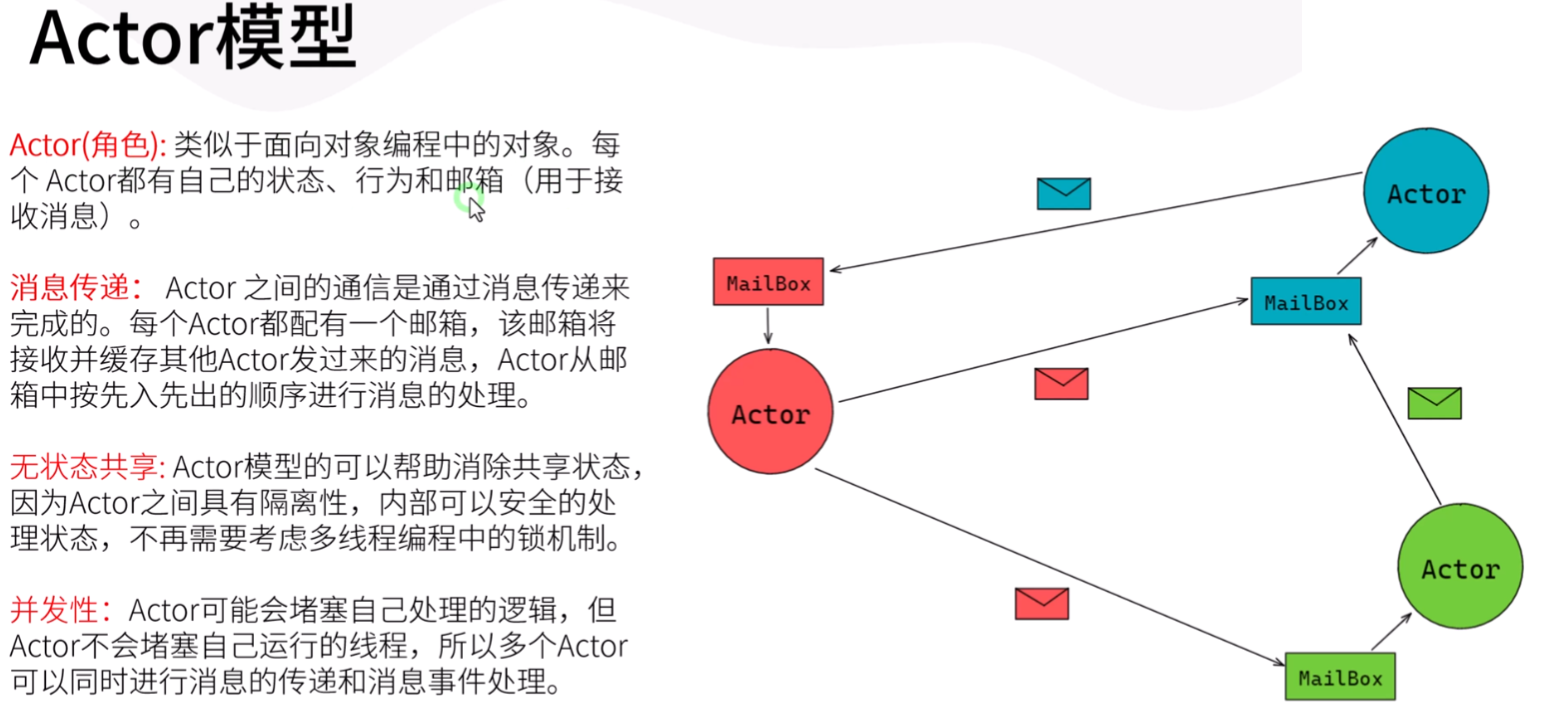 Actor模型
Actor(角色): 类似于面向对象编程中的对象。每
个 Actor都有自己的状态、行为和邮箱（用于接
收消息）。
消息传递： Actor 之间的通信是通过消息传递来
完成的。每个Actor都配有一个邮箱，该邮箱将
接收并缓存其他Actor发过来的消息，Actor从邮
箱中按先入先出的顺序进行消息的处理。
无状态共享: Actor模型的可以帮助消除共享状态，
因为Actor之间具有隔离性，内部可以安全的处
理状态，不再需要考虑多线程编程中的锁机制。
并发性：Actor可能会堵塞自己处理的逻辑，但
Actor不会堵塞自己运行的线程，所以多个Actor
可以同时进行消息的传递和消息事件处理。
Actor
MailBox
MailBox
Actor
Actor
MailBox